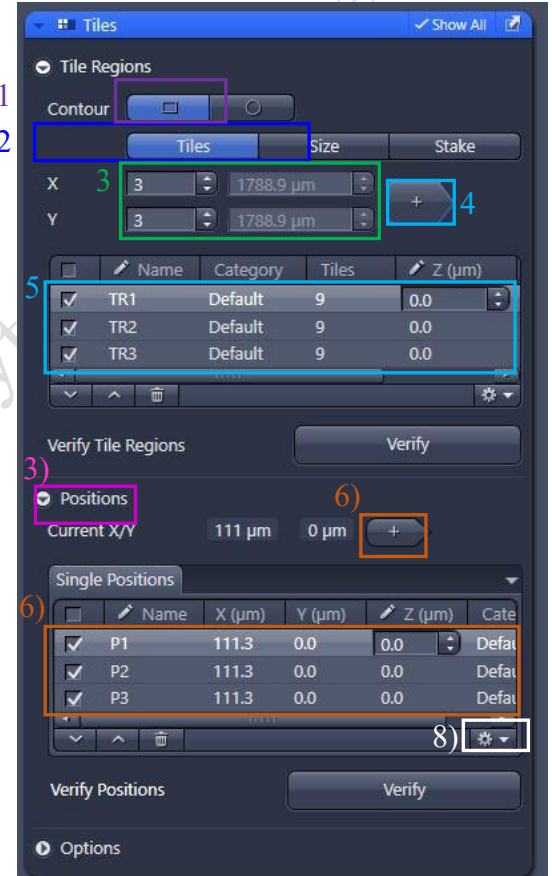 Tiles Show All
Tile Regions
1 Contour
2 Tiles Size Stake
X 3 3 1788.9 µm
+ 4
Y 3 1788.9 µm
Name Category Tiles Z (µm)
5 TR1 Default 9 0.0
TR2 Default 9 0.0
TR3 Default 9 0.0
Verify Tile Regions Verify
3)
Positions 6)
Current X/Y 111 µm 0 µm +
Single Positions
6) Name X (µm) Y (µm) Z (µm) Cate
P1 111.3 0.0 0.0 Defau
P2 111.3 0.0 0.0 Defau
P3 111.3 0.0 0.0 Defau
8)
Verify Positions Verify
Options